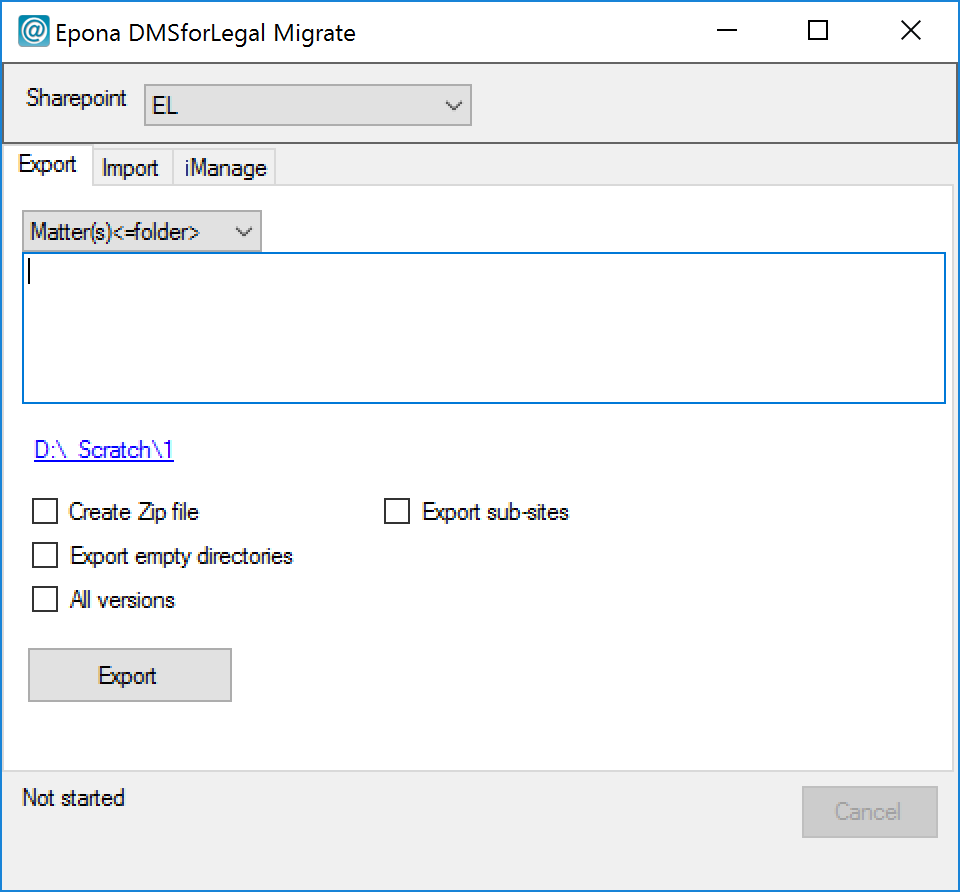 Epona DMSforLegal Migrate
Sharepoint EL
Export Import iManage
Matter(s)<=folder>
D:\_Scratch\1
Create Zip file Export sub-sites
Export empty directories
All versions
Export
Not started
Cancel